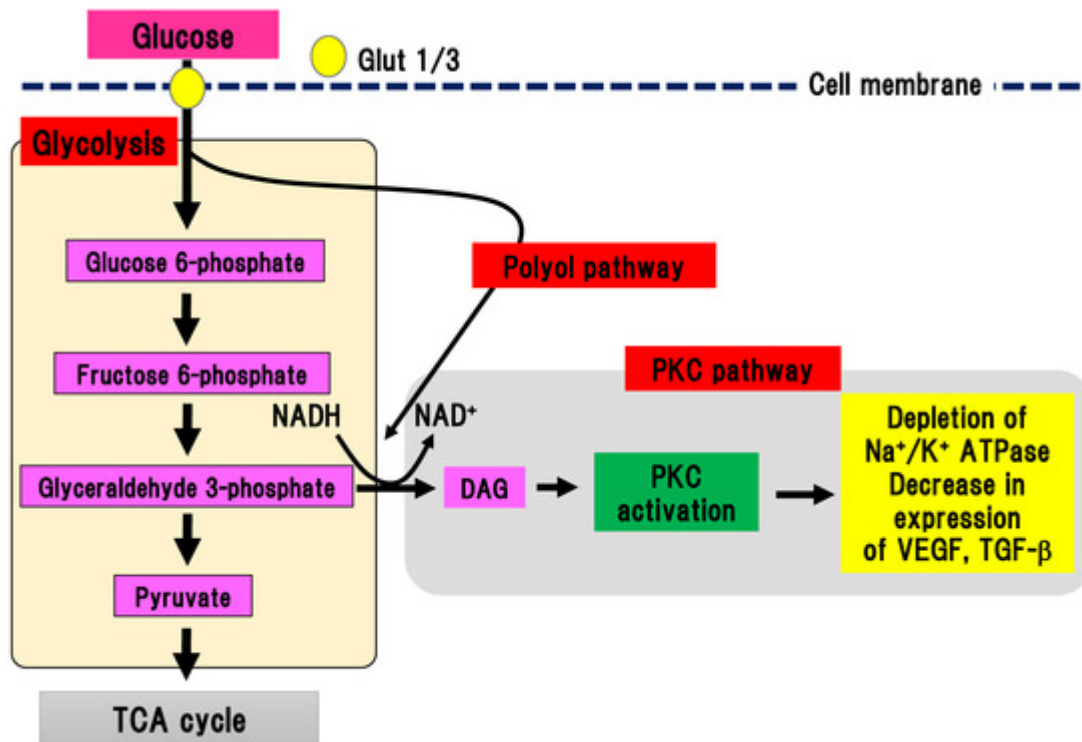 Glucose
Glut 1/3
Cell membrane
Glycolysis
Glucose 6-phosphate
Polyol pathway
Fructose 6-phosphate
PKC pathway
NADH
NAD⁺
Glyceraldehyde 3-phosphate
DAG
PKC
activation
Depletion of
Na⁺/K⁺ ATPase
Decrease in
expression
of VEGF, TGF-β
Pyruvate
TCA cycle